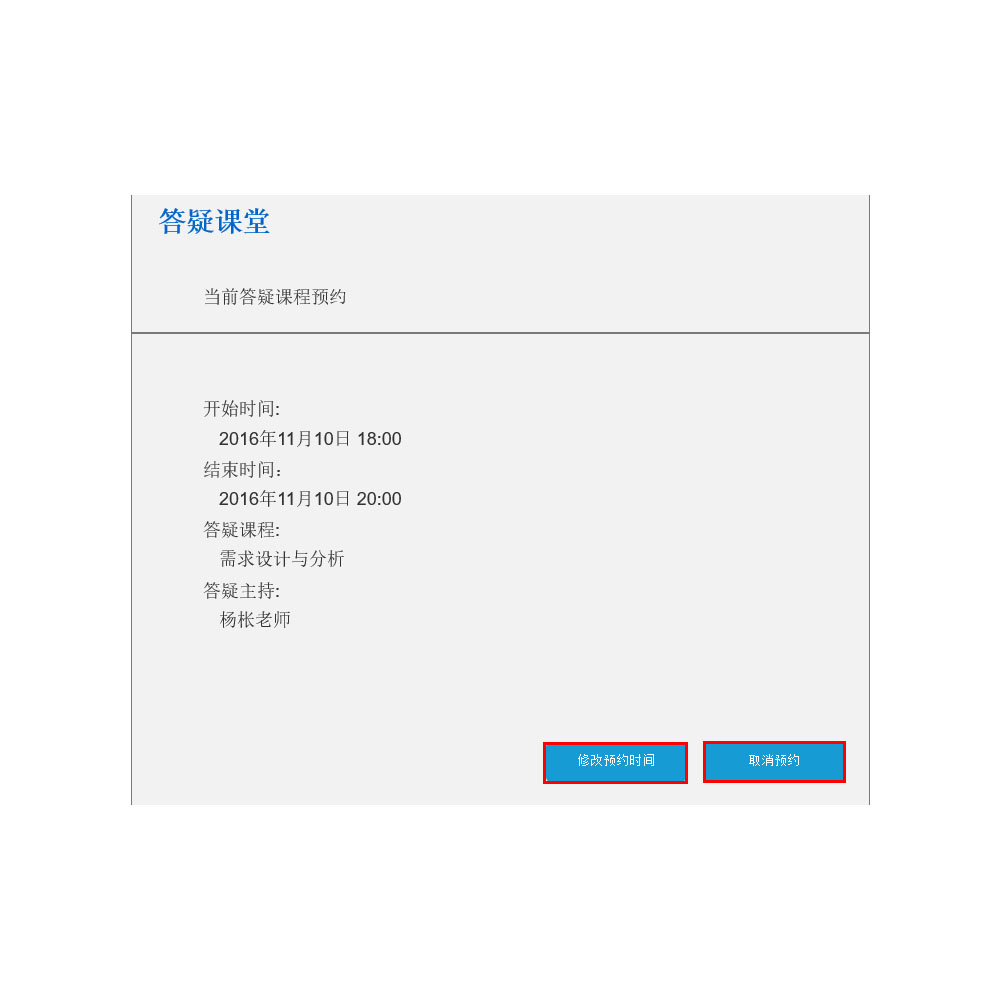 答疑课堂
当前答疑课程预约
开始时间:
2016年11月10日 18:00
结束时间：
2016年11月10日 20:00
答疑课程:
需求设计与分析
答疑主持:
杨枨老师
修改预约时间
取消预约